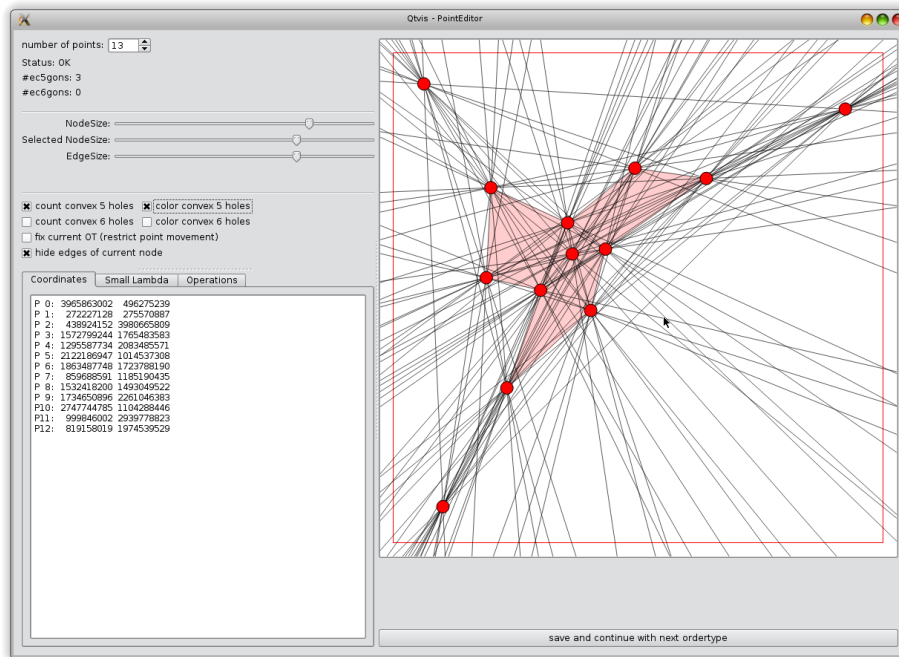 Qtvis - PointEditor
number of points: 13
Status: OK
#ec5gons: 3
#ec6gons: 0
NodeSize:
Selected NodeSize:
EdgeSize:
count convex 5 holes color convex 5 holes
count convex 6 holes color convex 6 holes
fix current OT (restrict point movement)
hide edges of current node
Coordinates Small Lambda Operations
P 0: 3965863002 496275239
P 1: 272227128 275570887
P 2: 438924152 3980665809
P 3: 1572799244 1765483583
P 4: 1295587734 2083485571
P 5: 2122186947 1014537308
P 6: 1863487748 1723788190
P 7: 859688591 1185190435
P 8: 1532418200 1493049522
P 9: 1734650896 2261046383
P10: 2747744785 1104288446
P11: 999846002 2939778823
P12: 819158019 1974539529
save and continue with next ordertype